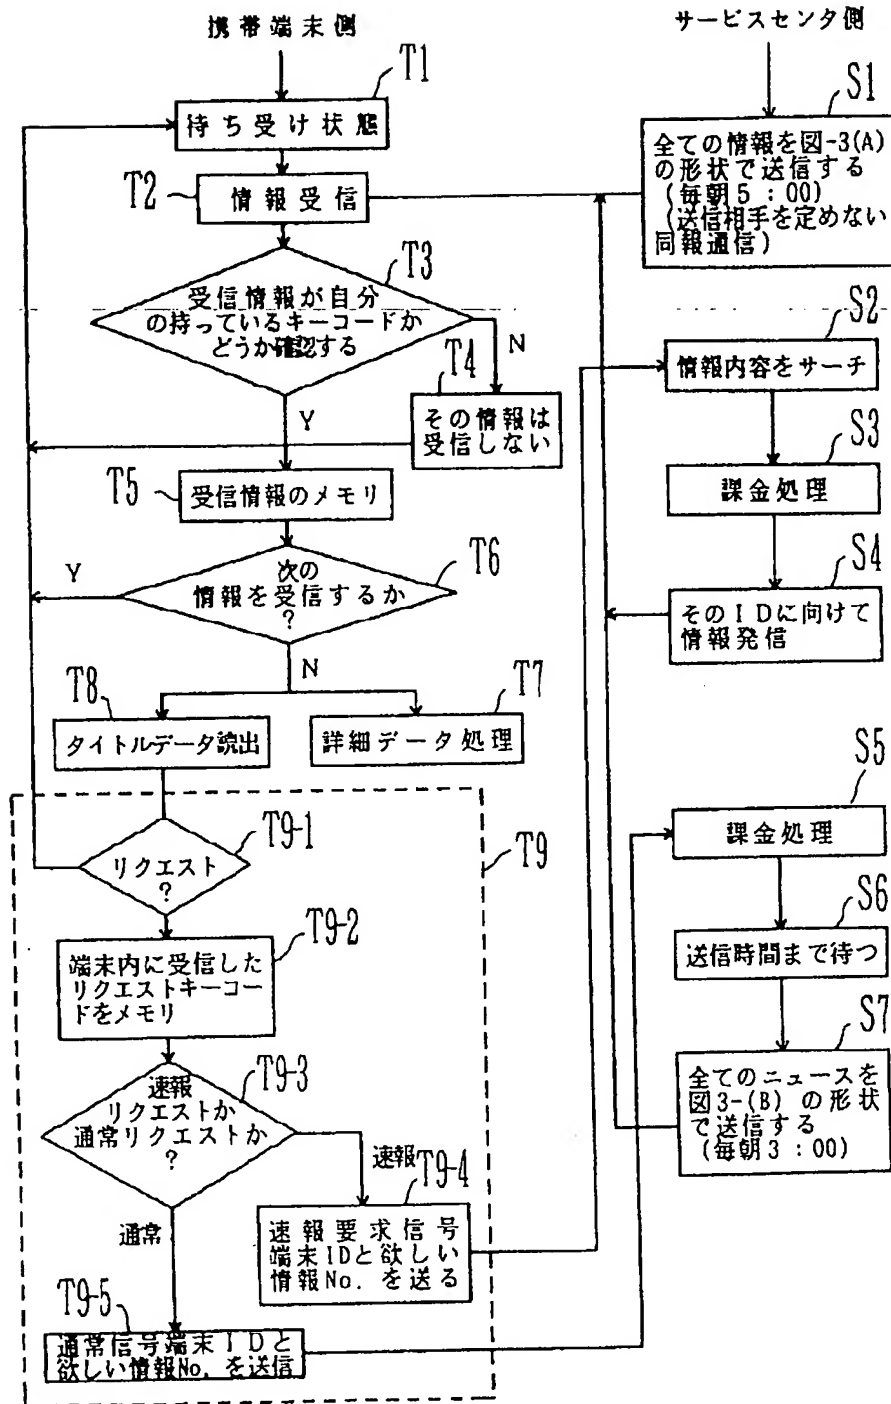 携帯端末側
T1
待ち受け状態
T2
情報受信
T3
受信情報が自分
の持っているキーコードか
どうか確認する
N
T4
その情報は
受信しない
Y
T5
受信情報のメモリ
T6
次の
情報を受信するか
?
Y
N
T8
タイトルデータ読出
T7
詳細データ処理
T9
T9-1
リクエスト
?
T9-2
端末内に受信した
リクエストキーコー
ドをメモリ
T9-3
速報
リクエストか
通常リクエストか
?
速報
T9-4
速報要求信号
端末IDと欲しい
情報No.を送る
通常
T9-5
通常信号端末IDと
欲しい情報No.を送信
サービスセンタ側
S1
全ての情報を図-3(A)
の形状で送信する
(毎朝5:00)
(送信相手を定めない
同報通信)
S2
情報内容をサーチ
S3
課金処理
S4
そのIDに向けて
情報発信
S5
課金処理
S6
送信時間まで待つ
S7
全てのニュースを
図3-(B)の形状
で送信する
(毎朝3:00)